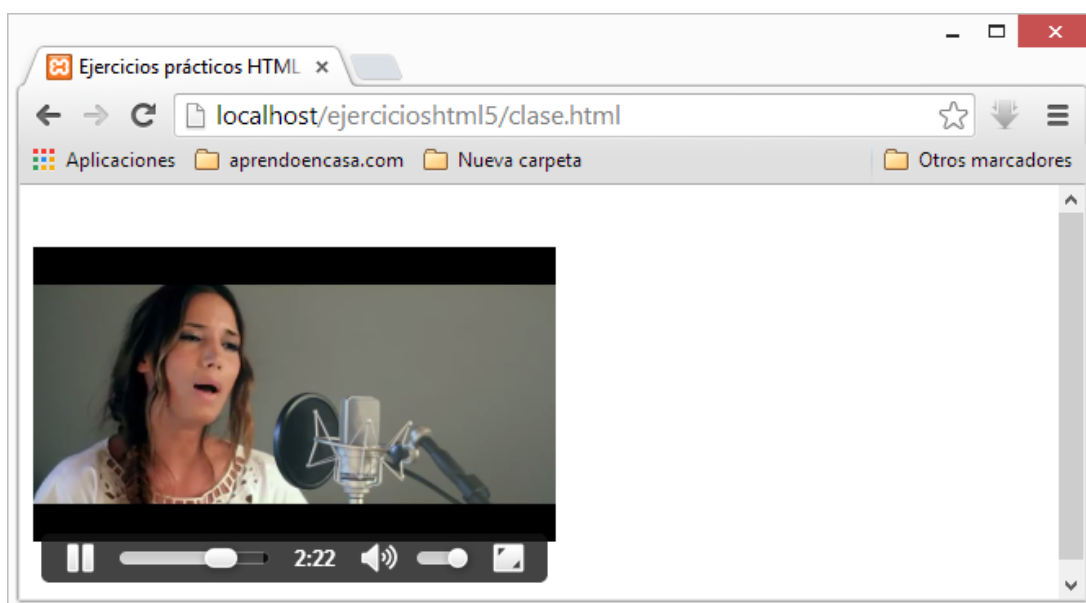 Ejercicios prácticos HTML
localhost/ejercicioshtml5/clase.html
Aplicaciones aprendoencasa.com Nueva carpeta Otros marcadores
2:22